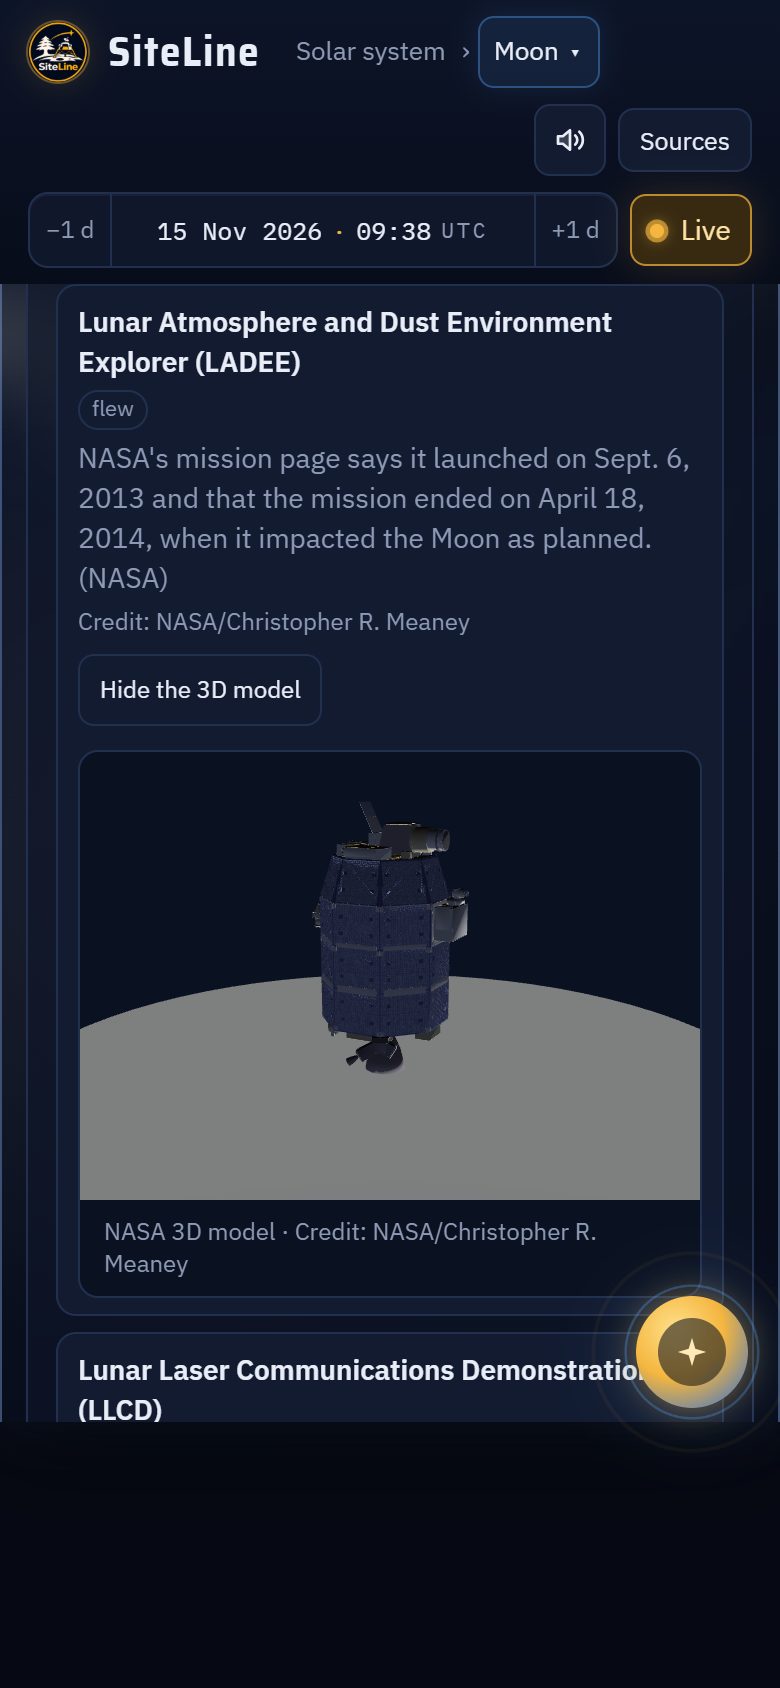 SiteLine
SiteLine
Solar system › Moon ▾
Sources
−1 d
15 Nov 2026 · 09:38 UTC
+1 d
Live
Lunar Atmosphere and Dust Environment
Explorer (LADEE)
flew
NASA's mission page says it launched on Sept. 6,
2013 and that the mission ended on April 18,
2014, when it impacted the Moon as planned.
(NASA)
Credit: NASA/Christopher R. Meaney
Hide the 3D model
NASA 3D model · Credit: NASA/Christopher R.
Meaney
Lunar Laser Communications
(LLCD)